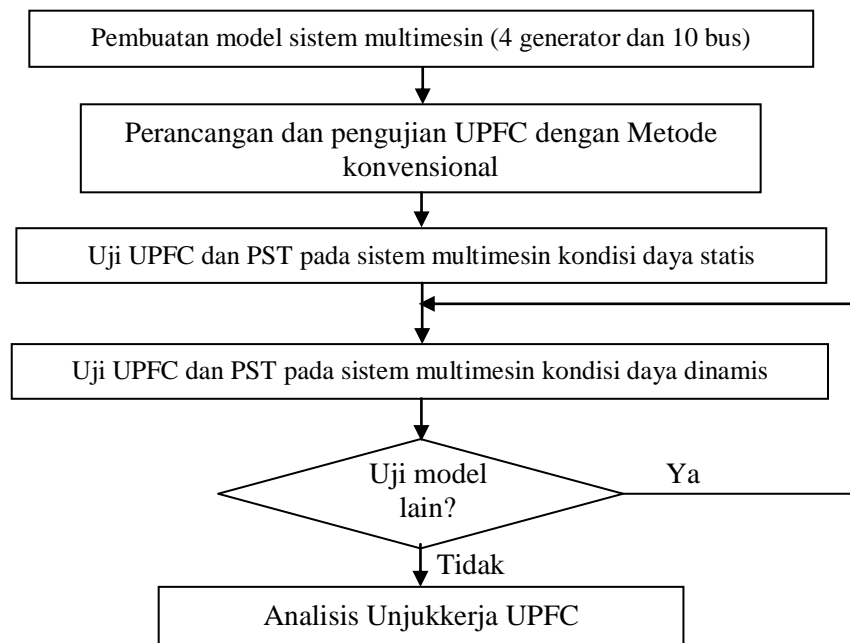 Pembuatan model sistem multimesin (4 generator dan 10 bus)
Perancangan dan pengujian UPFC dengan Metode
konvensional
Uji UPFC dan PST pada sistem multimesin kondisi daya statis
Uji UPFC dan PST pada sistem multimesin kondisi daya dinamis
Uji model
lain?
Ya
Tidak
Analisis Unjukkerja UPFC